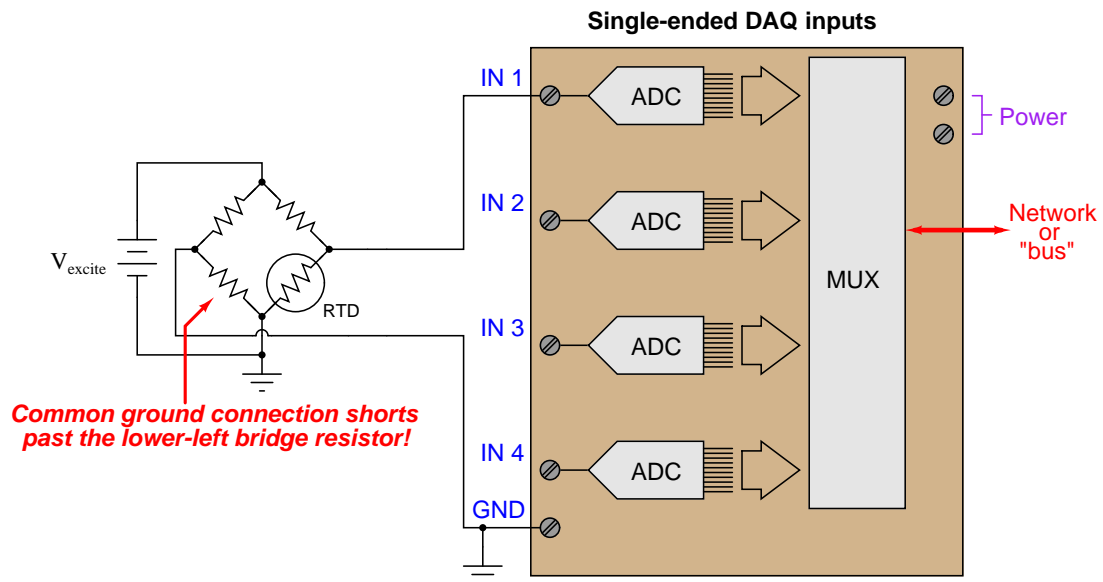 Single-ended DAQ inputs
IN 1
ADC
Power
IN 2
ADC
Network
or
"bus"
V excite
RTD
MUX
IN 3
ADC
Common ground connection shorts
past the lower-left bridge resistor!
IN 4
ADC
GND